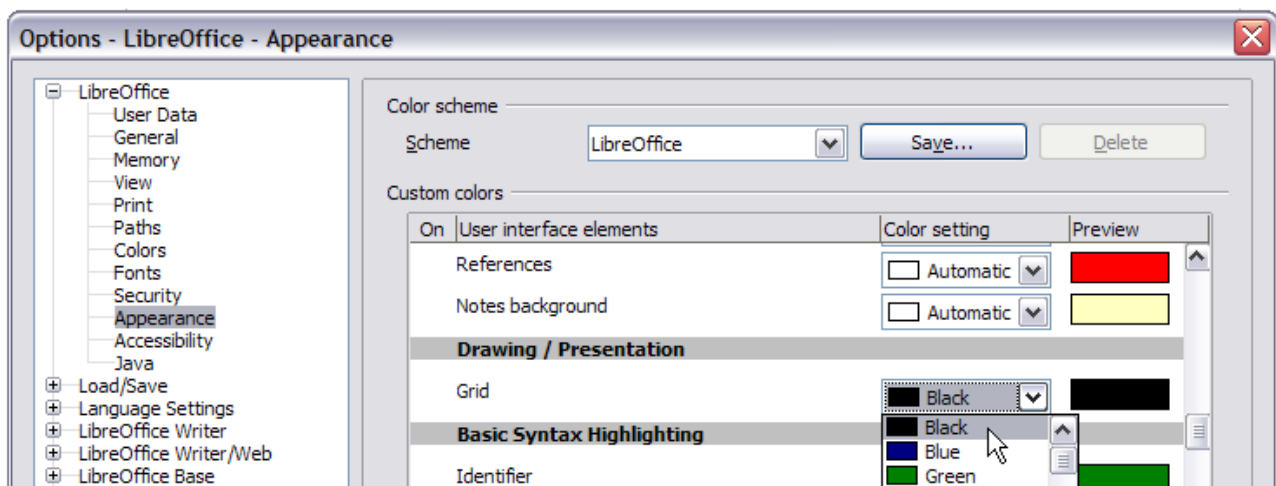 Options - LibreOffice - Appearance
LibreOffice
User Data
General
Memory
View
Print
Paths
Colors
Fonts
Security
Appearance
Accessibility
Java
Load/Save
Language Settings
LibreOffice Writer
LibreOffice Writer/Web
LibreOffice Base
Color scheme
Scheme LibreOffice Save... Delete
Custom colors
On User interface elements Color setting Preview
References Automatic
Notes background Automatic
Drawing / Presentation
Grid Black
Black
Basic Syntax Highlighting
Blue
Identifier Green